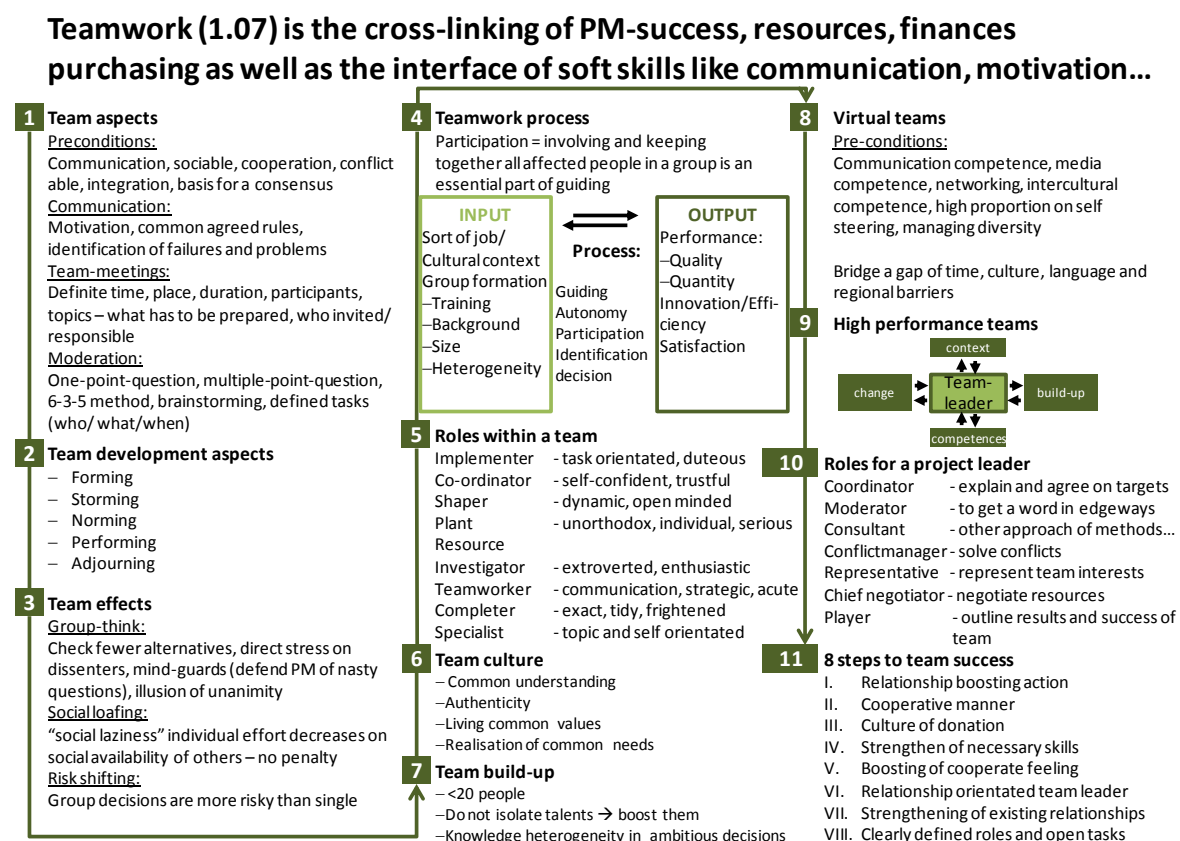 Teamwork (1.07) is the cross-linking of PM-success, resources, finances
purchasing as well as the interface of soft skills like communication, motivation…
1 Team aspects
Preconditions:
Communication, sociable, cooperation, conflict
able, integration, basis for a consensus
Communication:
Motivation, common agreed rules,
identification of failures and problems
Team-meetings:
Definite time, place, duration, participants,
topics – what has to be prepared, who invited/
responsible
Moderation:
One-point-question, multiple-point-question,
6-3-5 method, brainstorming, defined tasks
(who/ what/when)
2 Team development aspects
– Forming
– Storming
– Norming
– Performing
– Adjourning
3 Team effects
Group-think:
Check fewer alternatives, direct stress on
dissenters, mind-guards (defend PM of nasty
questions), illusion of unanimity
Social loafing:
“social laziness” individual effort decreases on
social availability of others – no penalty
Risk shifting:
Group decisions are more risky than single
4 Teamwork process
Participation = involving and keeping
together all affected people in a group is an
essential part of guiding
INPUT
Sort of job/
Cultural context
Group formation
–Training
–Background
–Size
–Heterogeneity
Process:
Guiding
Autonomy
Participation
Identification
decision
OUTPUT
Performance:
–Quality
–Quantity
Innovation/Effi-
ciency
Satisfaction
5 Roles within a team
Implementer - task orientated, duteous
Co-ordinator - self-confident, trustful
Shaper - dynamic, open minded
Plant - unorthodox, individual, serious
Resource
Investigator - extroverted, enthusiastic
Teamworker - communication, strategic, acute
Completer - exact, tidy, frightened
Specialist - topic and self orientated
6 Team culture
– Common understanding
–Authenticity
–Living common values
–Realisation of common needs
7 Team build-up
– <20 people
–Do not isolate talents → boost them
–Knowledge heterogeneity in ambitious decisions
8 Virtual teams
Pre-conditions:
Communication competence, media
competence, networking, intercultural
competence, high proportion on self
steering, managing diversity
Bridge a gap of time, culture, language and
regional barriers
9 High performance teams
context
change
Team-
leader
build-up
competences
10 Roles for a project leader
Coordinator - explain and agree on targets
Moderator - to get a word in edgeways
Consultant - other approach of methods…
Conflictmanager - solve conflicts
Representative - represent team interests
Chief negotiator - negotiate resources
Player - outline results and success of
team
11 8 steps to team success
I. Relationship boosting action
II. Cooperative manner
III. Culture of donation
IV. Strengthen of necessary skills
V. Boosting of cooperate feeling
VI. Relationship orientated team leader
VII. Strengthening of existing relationships
VIII. Clearly defined roles and open tasks